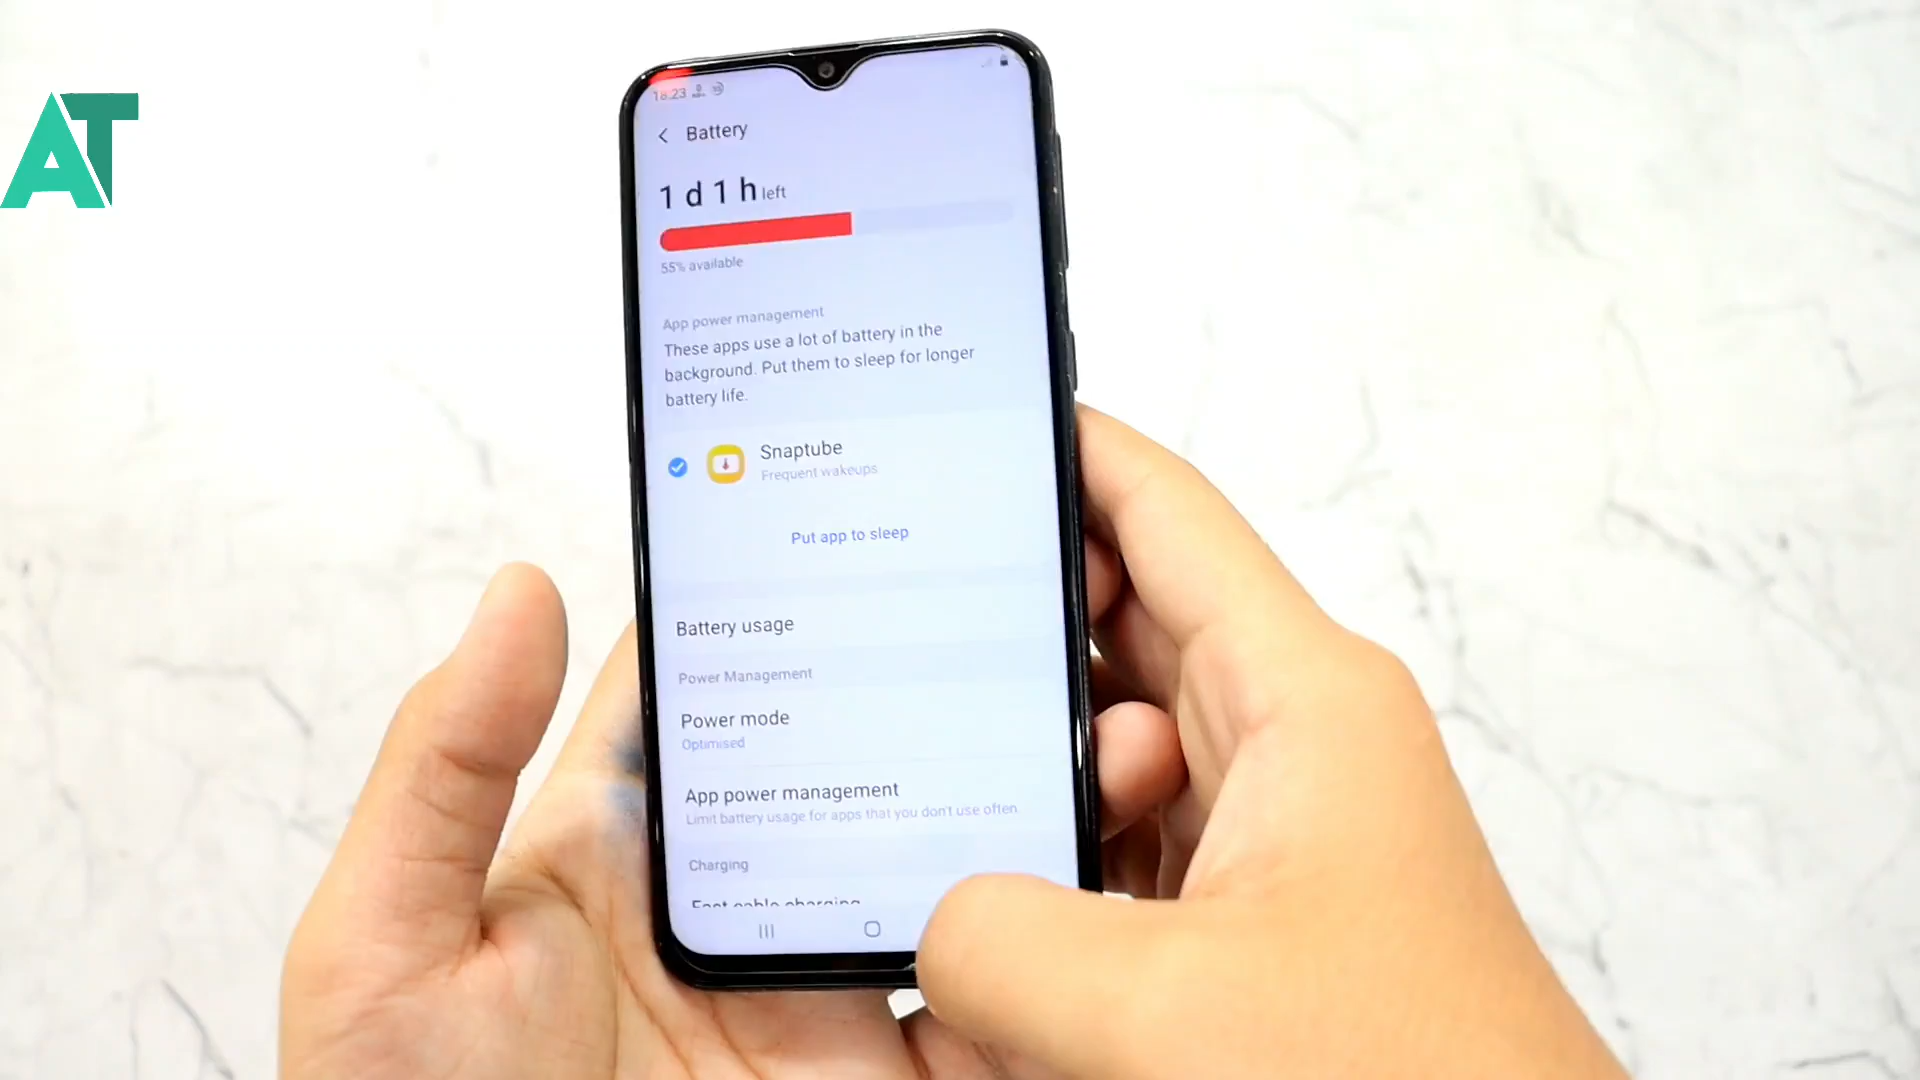 AT
18.23
Battery
1 d 1 h left
55% available
App power management
These apps use a lot of battery in the
background. Put them to sleep for longer
battery life.
Snaptube
Frequent wakeups
Put app to sleep
Battery usage
Power Management
Power mode
Optimised
App power management
Limit battery usage for apps that you don't use often.
Charging
Fast cable charging